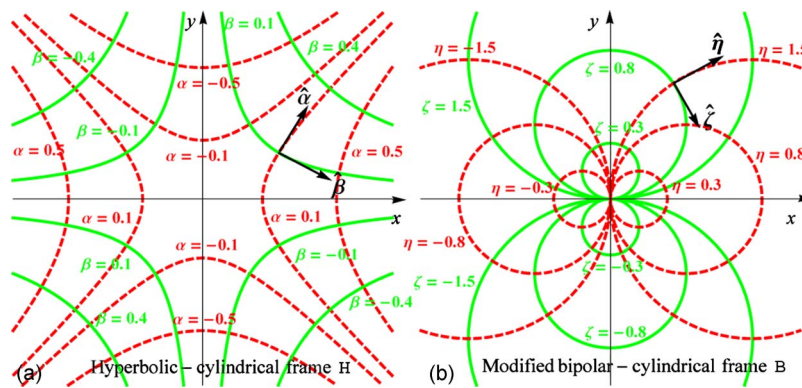 y
β = 0.1
β = −0.4
β = 0.4
α = −0.5
α̂
β = −0.1
α = 0.5
α = −0.1
α = 0.5
β̂
x
α = 0.1
α = 0.1
α = −0.1
β = 0.1
β = −0.1
β = 0.4
β = −0.4
α = −0.5
(a) Hyperbolic − cylindrical frame H
y
η = −1.5
η̂
η = 1.5
ζ = 0.8
ζ = 1.5
ζ̂
ζ = 0.3
η = 0.8
η = −0.3
η = 0.3
x
η = −0.8
ζ = −0.3
ζ = −1.5
ζ = −0.8
(b) Modified bipolar − cylindrical frame B